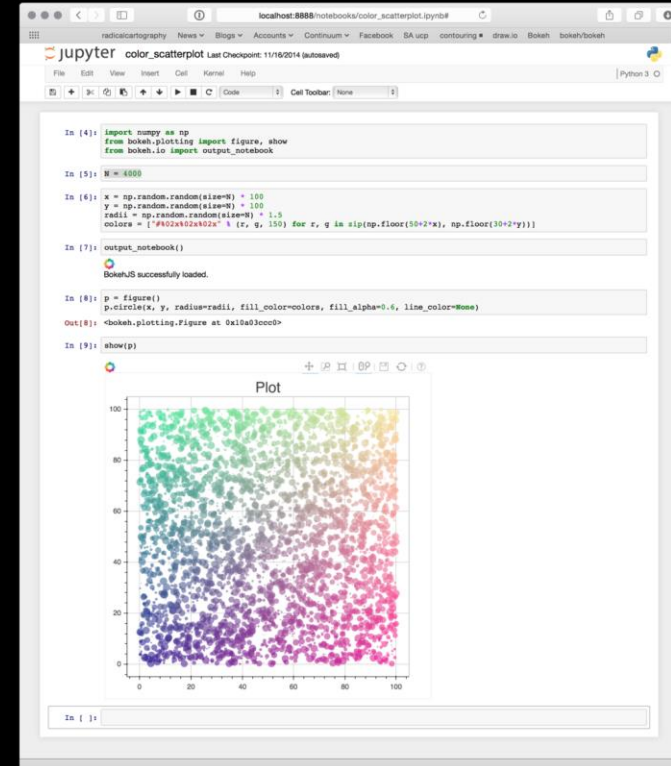 localhost:8888/notebooks/color_scatterplot.ipynb#
radicalcartography News Blogs Accounts Continuum Facebook SA ucp contouring draw.io Bokeh bokeh/bokeh
jupyter color_scatterplot Last Checkpoint: 11/16/2014 (autosaved)
File Edit View Insert Cell Kernel Help Python 3
Code Cell Toolbar: None
In [4]: import numpy as np
from bokeh.plotting import figure, show
from bokeh.io import output_notebook
In [5]: N = 4000
In [6]: x = np.random.random(size=N) * 100
y = np.random.random(size=N) * 100
radii = np.random.random(size=N) * 1.5
colors = ["#%02x%02x%02x" % (r, g, 150) for r, g in zip(np.floor(50+2*x), np.floor(30+2*y))]
In [7]: output_notebook()
BokehJS successfully loaded.
In [8]: p = figure()
p.circle(x, y, radius=radii, fill_color=colors, fill_alpha=0.6, line_color=None)
Out[8]: <bokeh.plotting.Figure at 0x10a03ccc0>
In [9]: show(p)
Plot
100
80
60
40
20
0
0 20 40 60 80 100
In [ ]: